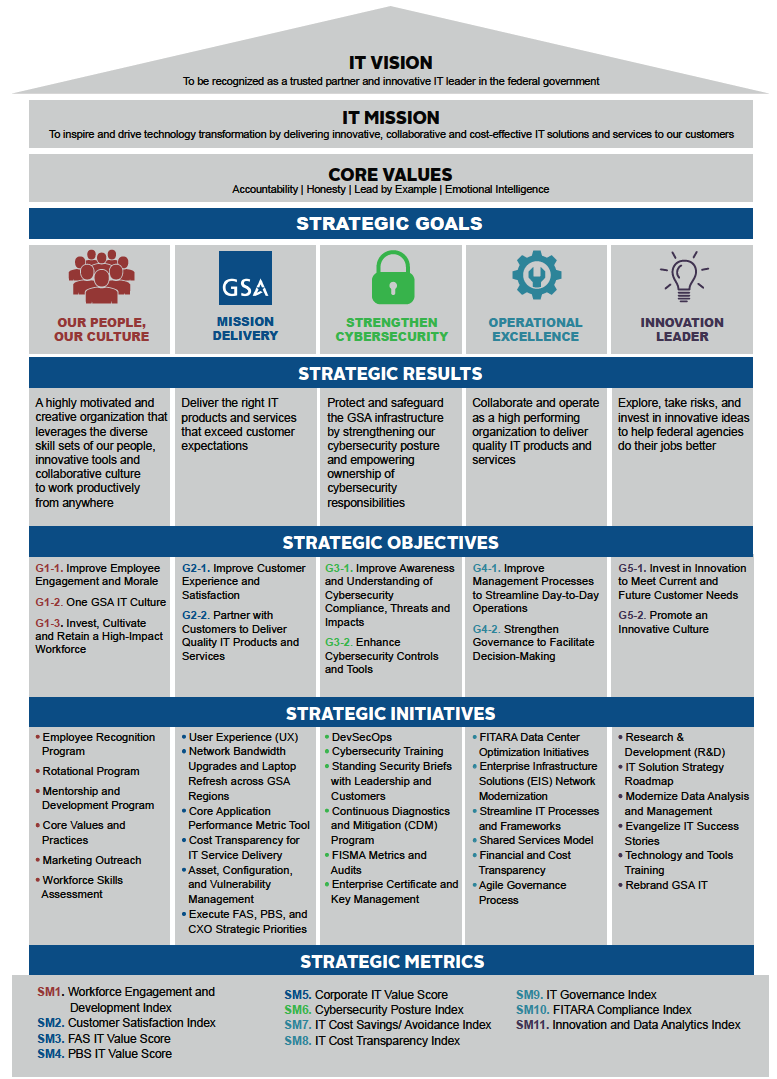 IT VISION
To be recognized as a trusted partner and innovative IT leader in the federal government
IT MISSION
To inspire and drive technology transformation by delivering innovative, collaborative and cost-effective IT solutions and services to our customers
CORE VALUES
Accountability | Honesty | Lead by Example | Emotional Intelligence
STRATEGIC GOALS
OUR PEOPLE,
OUR CULTURE
GSA
MISSION
DELIVERY
STRENGTHEN
CYBERSECURITY
OPERATIONAL
EXCELLENCE
INNOVATION
LEADER
STRATEGIC RESULTS
A highly motivated and
creative organization that
leverages the diverse
skill sets of our people,
innovative tools and
collaborative culture
to work productively
from anywhere
Deliver the right IT
products and services
that exceed customer
expectations
Protect and safeguard
the GSA infrastructure
by strengthening our
cybersecurity posture
and empowering
ownership of
cybersecurity
responsibilities
Collaborate and operate
as a high performing
organization to deliver
quality IT products and
services
Explore, take risks, and
invest in innovative ideas
to help federal agencies
do their jobs better
STRATEGIC OBJECTIVES
G1-1. Improve Employee
Engagement and Morale
G1-2. One GSA IT Culture
G1-3. Invest, Cultivate
and Retain a High-Impact
Workforce
G2-1. Improve Customer
Experience and
Satisfaction
G2-2. Partner with
Customers to Deliver
Quality IT Products and
Services
G3-1. Improve Awareness
and Understanding of
Cybersecurity
Compliance, Threats and
Impacts
G3-2. Enhance
Cybersecurity Controls
and Tools
G4-1. Improve
Management Processes
to Streamline Day-to-Day
Operations
G4-2. Strengthen
Governance to Facilitate
Decision-Making
G5-1. Invest in Innovation
to Meet Current and
Future Customer Needs
G5-2. Promote an
Innovative Culture
STRATEGIC INITIATIVES
• Employee Recognition
Program
• Rotational Program
• Mentorship and
Development Program
• Core Values and
Practices
• Marketing Outreach
• Workforce Skills
Assessment
• User Experience (UX)
• Network Bandwidth
Upgrades and Laptop
Refresh across GSA
Regions
• Core Application
Performance Metric Tool
• Cost Transparency for
IT Service Delivery
• Asset, Configuration,
and Vulnerability
Management
• Execute FAS, PBS, and
CXO Strategic Priorities
• DevSecOps
• Cybersecurity Training
• Standing Security Briefs
with Leadership and
Customers
• Continuous Diagnostics
and Mitigation (CDM)
Program
• FISMA Metrics and
Audits
• Enterprise Certificate and
Key Management
• FITARA Data Center
Optimization Initiatives
• Enterprise Infrastructure
Solutions (EIS) Network
Modernization
• Streamline IT Processes
and Frameworks
• Shared Services Model
• Financial and Cost
Transparency
• Agile Governance
Process
• Research &
Development (R&D)
• IT Solution Strategy
Roadmap
• Modernize Data Analysis
and Management
• Evangelize IT Success
Stories
• Technology and Tools
Training
• Rebrand GSA IT
STRATEGIC METRICS
SM1. Workforce Engagement and
Development Index
SM2. Customer Satisfaction Index
SM3. FAS IT Value Score
SM4. PBS IT Value Score
SM5. Corporate IT Value Score
SM6. Cybersecurity Posture Index
SM7. IT Cost Savings/ Avoidance Index
SM8. IT Cost Transparency Index
SM9. IT Governance Index
SM10. FITARA Compliance Index
SM11. Innovation and Data Analytics Index